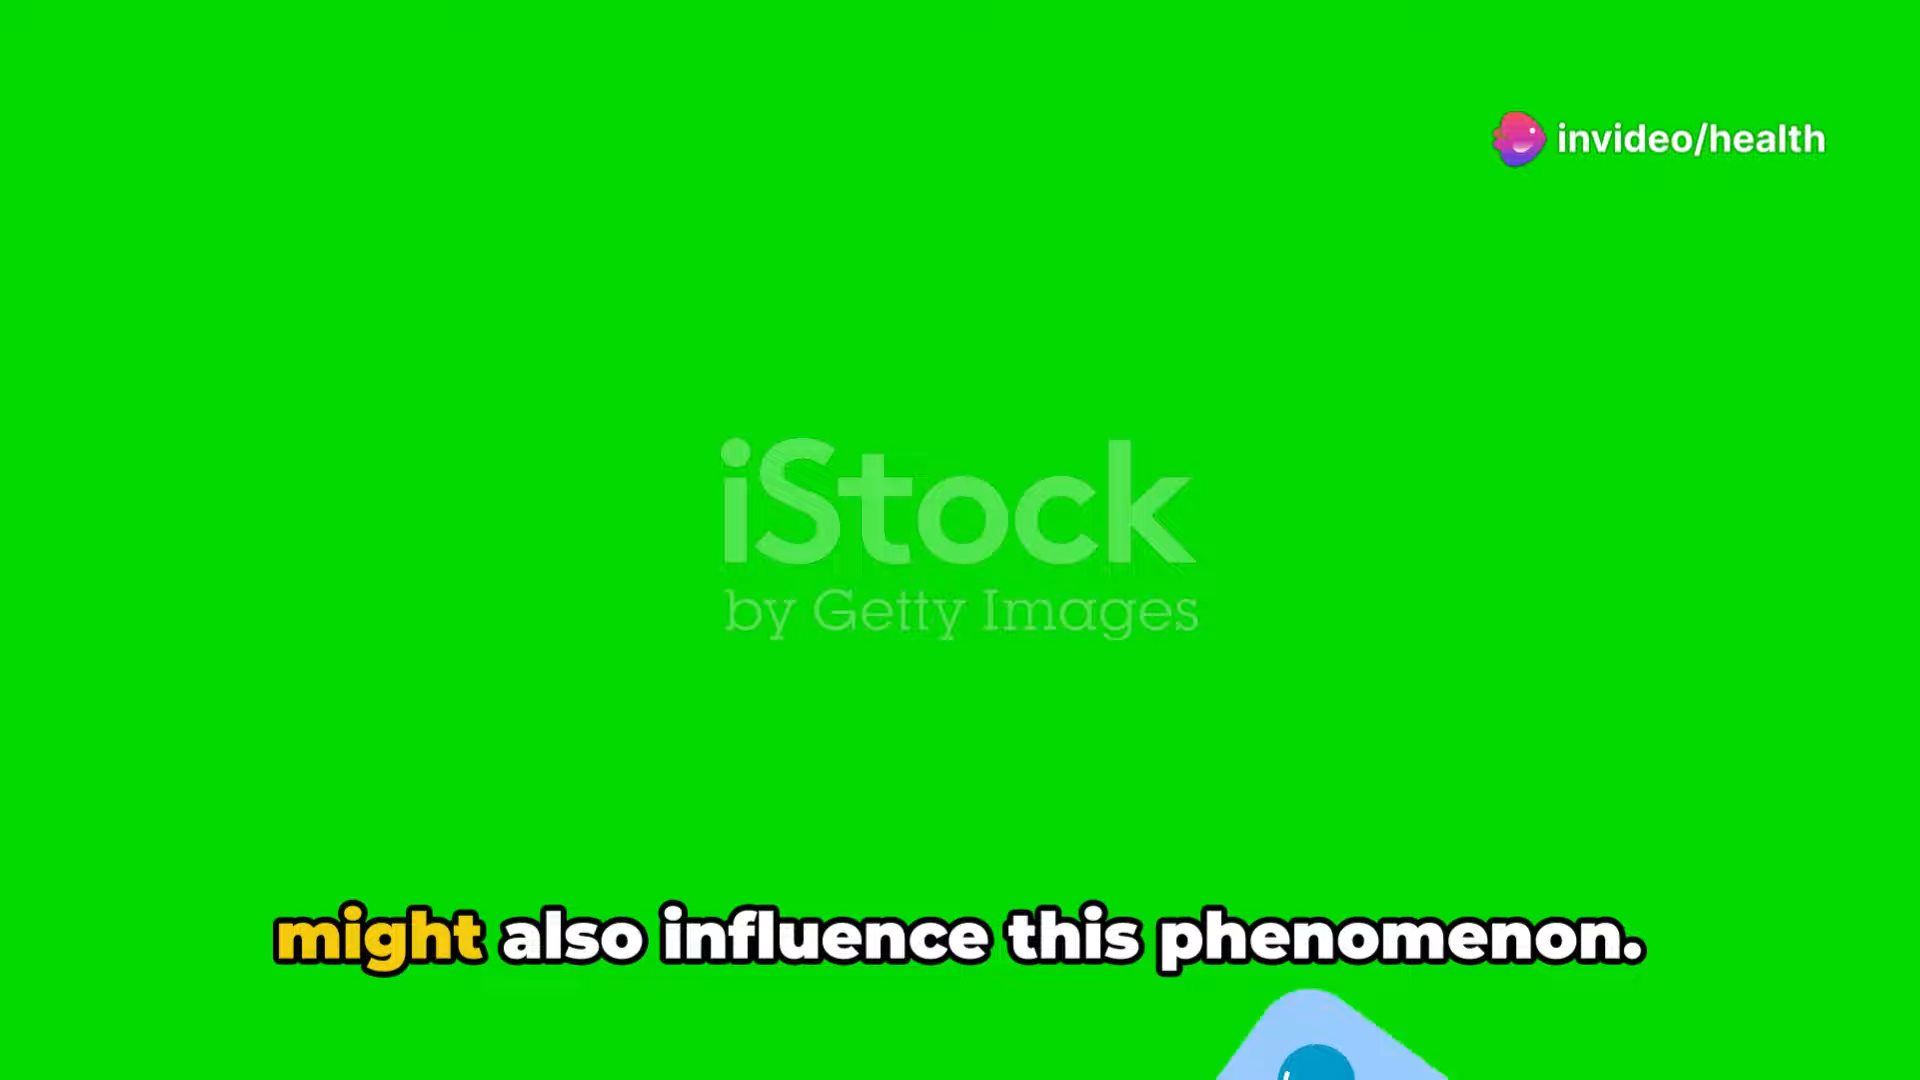 invideo/health
iStock
by Getty Images
might also influence this phenomenon.